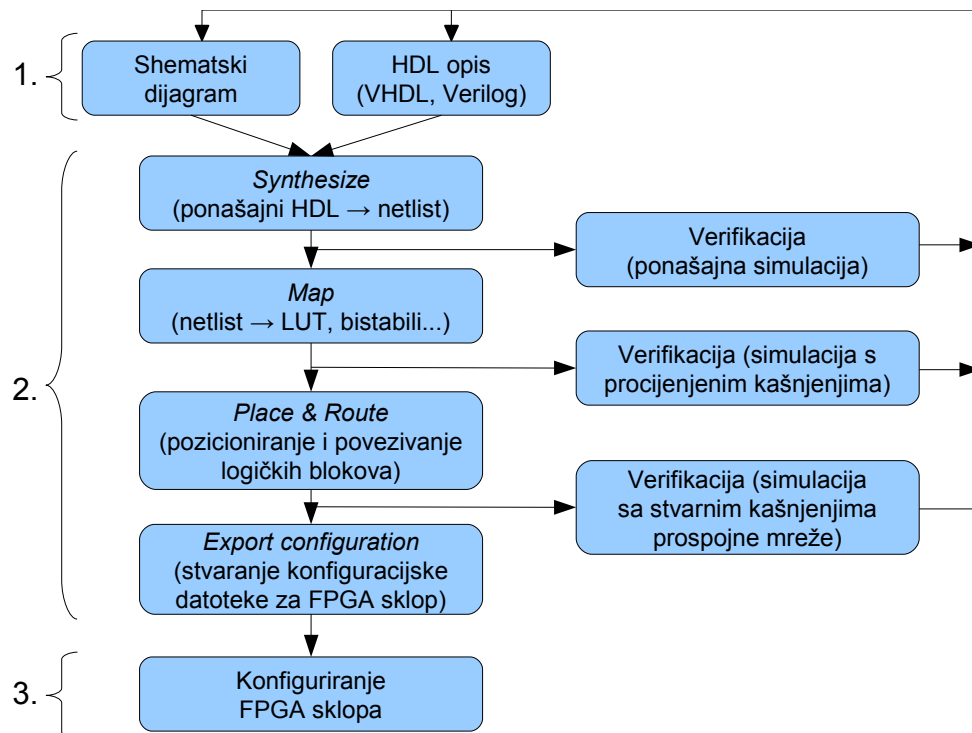 1.
Shematski
dijagram
HDL opis
(VHDL, Verilog)
2.
Synthesize
(ponašajni HDL → netlist)
Verifikacija
(ponašajna simulacija)
Map
(netlist → LUT, bistabili...)
Verifikacija (simulacija s
procijenjenim kašnjenjima)
Place & Route
(pozicioniranje i povezivanje
logičkih blokova)
Verifikacija (simulacija
sa stvarnim kašnjenjima
prospojne mreže)
Export configuration
(stvaranje konfiguracijske
datoteke za FPGA sklop)
3.
Konfiguriranje
FPGA sklopa